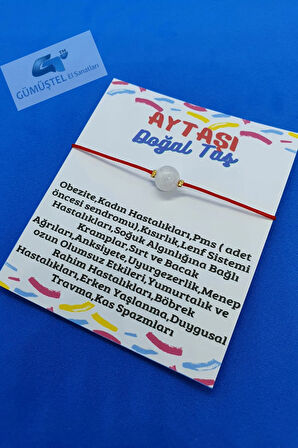 GÜMÜŞTEL El Sanatları
AYTAŞI
Doğal Taş
Obezite,Kadın Hastalıkları,Pms ( adet
öncesi sendromu),Kısırlık,Lenf Sistemi
Hastalıkları,Soğuk Algınlığına Bağlı
Kramplar,Sırt ve Bacak
Ağrıları,Anksiyete,Uyurgezerlik,Menep
ozun Olumsuz Etkileri,Yumurtalık ve
Rahim Hastalıkları,Böbrek
Hastalıkları,Erken Yaşlanma,Duygusal
Travma,Kas Spazmları